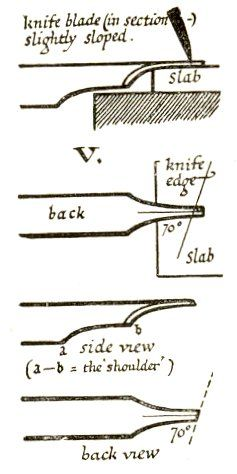 knife blade (in section -)
slightly sloped.
slab
V.
knife
edge
back
70°
slab
b
a side view
(a-b = the 'shoulder')
70°
back view